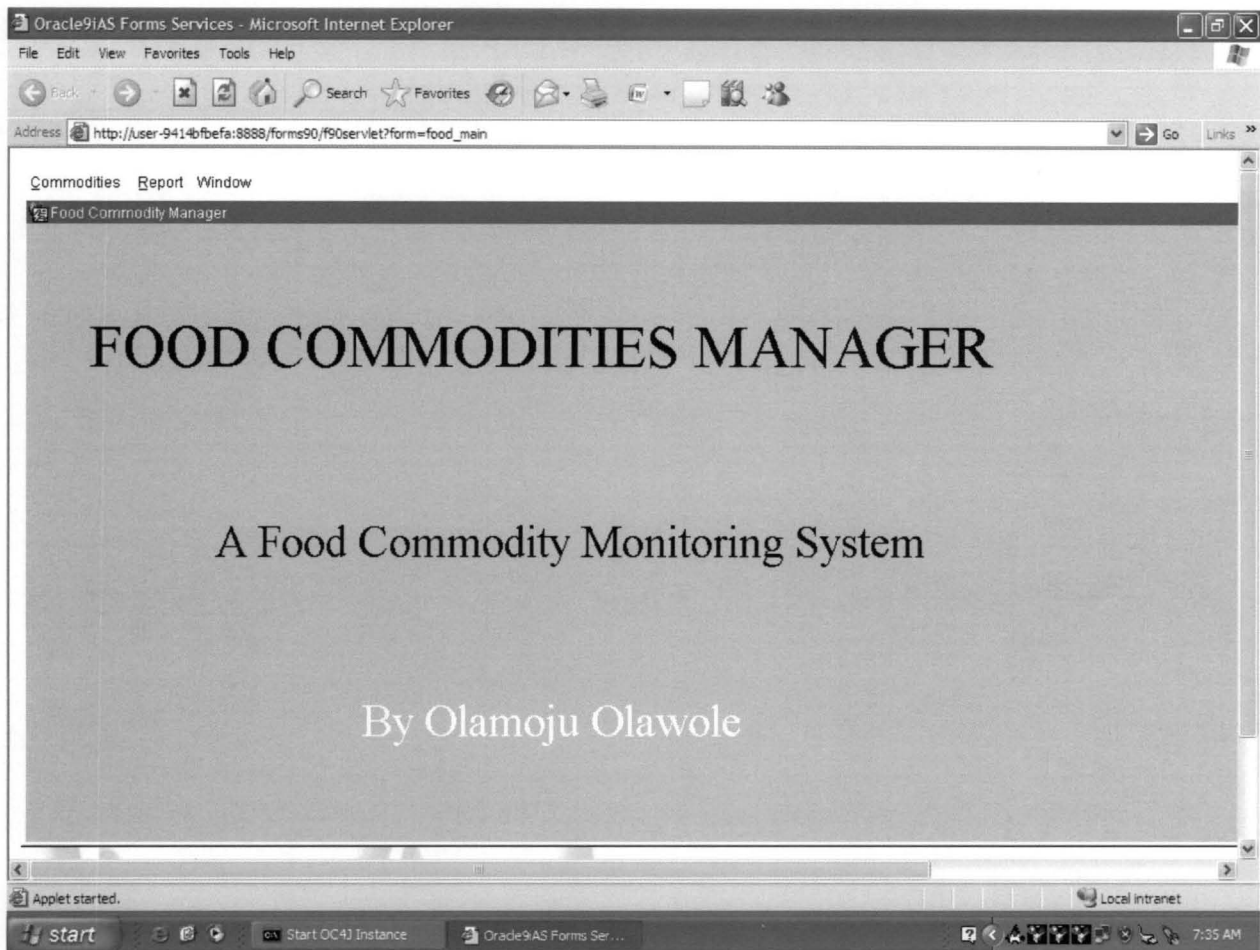 Oracle9iAS Forms Services - Microsoft Internet Explorer
File Edit View Favorites Tools Help
Back Search Favorites
Address http://user-9414bfbefa:8888/forms90/f90servlet?form=food_main Go Links »
Commodities Report Window
Food Commodity Manager
FOOD COMMODITIES MANAGER
A Food Commodity Monitoring System
By Olamoju Olawole
Applet started. Local intranet
start Start OC4J Instance Oracle9iAS Forms Ser... 7:35 AM